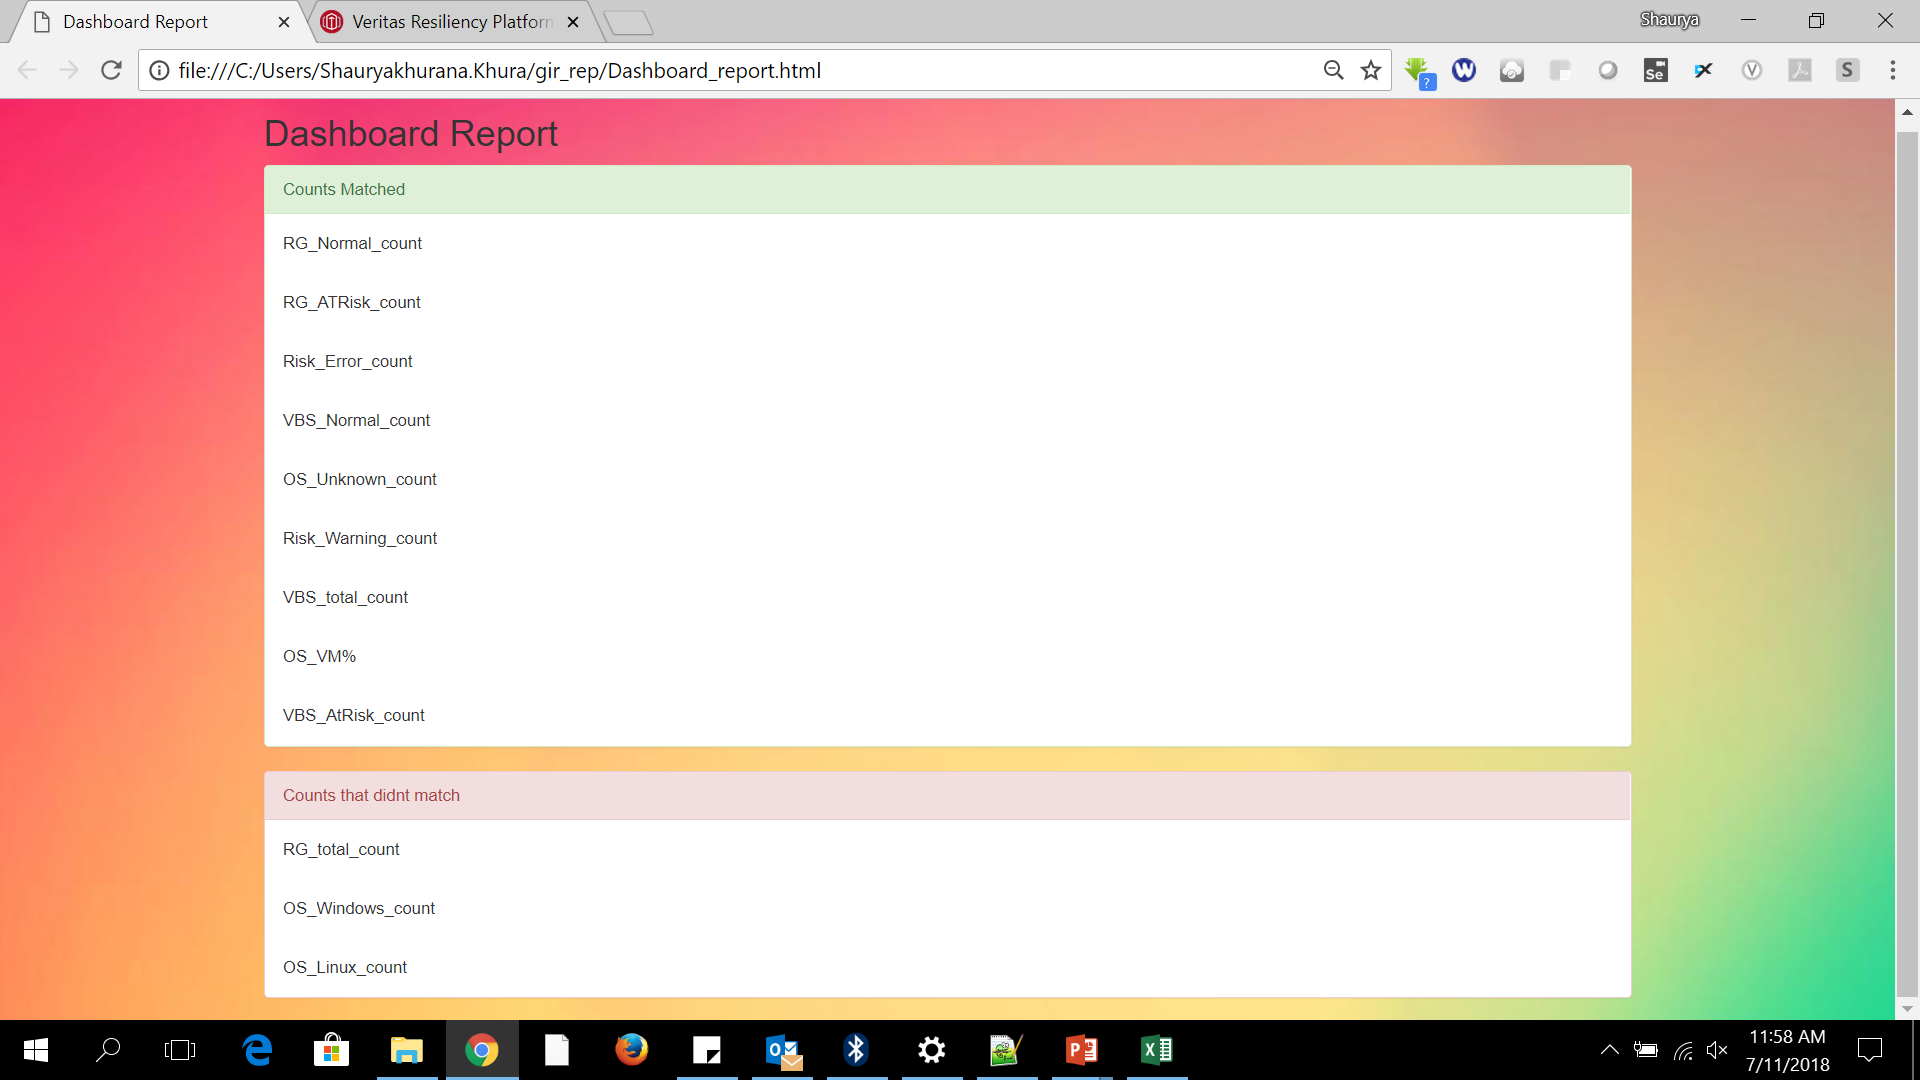 Dashboard Report
Veritas Resiliency Platform
Shaurya
file:///C:/Users/Shauryakhurana.Khura/gir_rep/Dashboard_report.html
Dashboard Report
Counts Matched
RG_Normal_count
RG_ATRisk_count
Risk_Error_count
VBS_Normal_count
OS_Unknown_count
Risk_Warning_count
VBS_total_count
OS_VM%
VBS_AtRisk_count
Counts that didnt match
RG_total_count
OS_Windows_count
OS_Linux_count
11:58 AM
7/11/2018